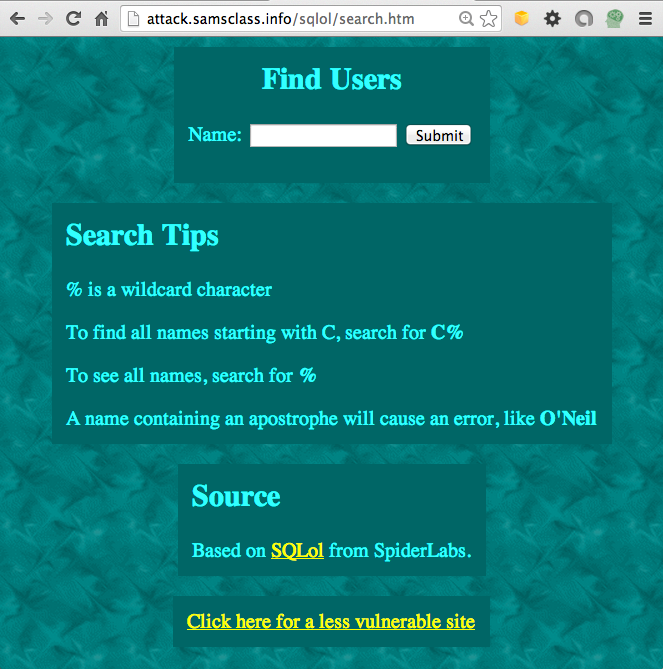 attack.samsclass.info/sqlol/search.htm
Find Users
Name: Submit
Search Tips
% is a wildcard character
To find all names starting with C, search for C%
To see all names, search for %
A name containing an apostrophe will cause an error, like O'Neil
Source
Based on SQLol from SpiderLabs.
Click here for a less vulnerable site